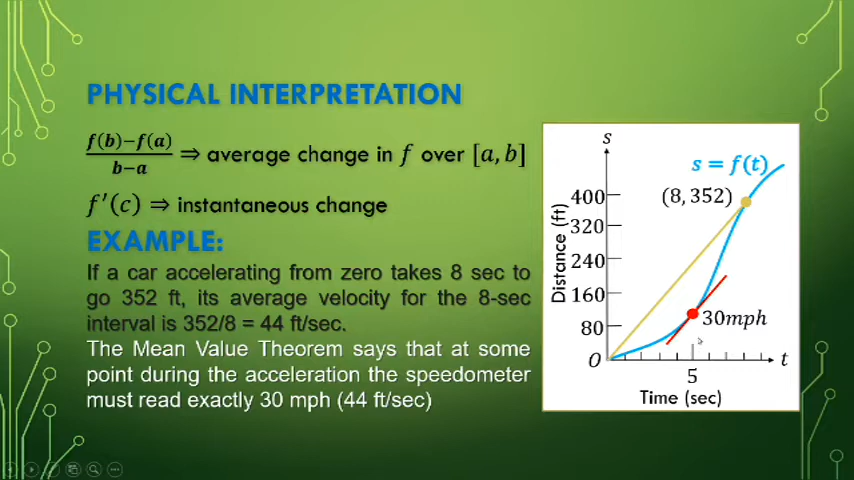 PHYSICAL INTERPRETATION
f(b)−f(a)
b−a
⇒ average change in f over [a, b]
f′(c) ⇒ instantaneous change
EXAMPLE:
If a car accelerating from zero takes 8 sec to
go 352 ft, its average velocity for the 8-sec
interval is 352/8 = 44 ft/sec.
The Mean Value Theorem says that at some
point during the acceleration the speedometer
must read exactly 30 mph (44 ft/sec)
s
s = f(t)
(8, 352)
400
320
240
160
80
Distance (ft)
30mph
O
t
5
Time (sec)